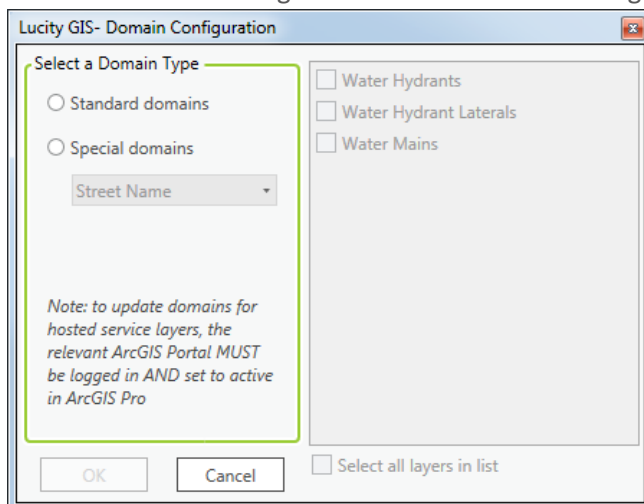 Lucity GIS- Domain Configuration
Select a Domain Type
Standard domains
Special domains
Street Name
Note: to update domains for
hosted service layers, the
relevant ArcGIS Portal MUST
be logged in AND set to active
in ArcGIS Pro
Water Hydrants
Water Hydrant Laterals
Water Mains
Select all layers in list
OK
Cancel